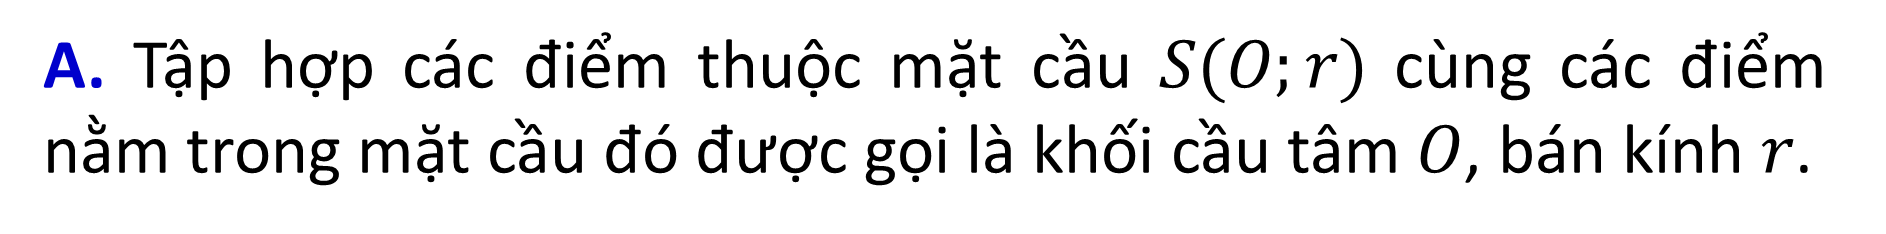 A. Tập hợp các điểm thuộc mặt cầu S(O; r) cùng các điểm
nằm trong mặt cầu đó được gọi là khối cầu tâm O, bán kính r.